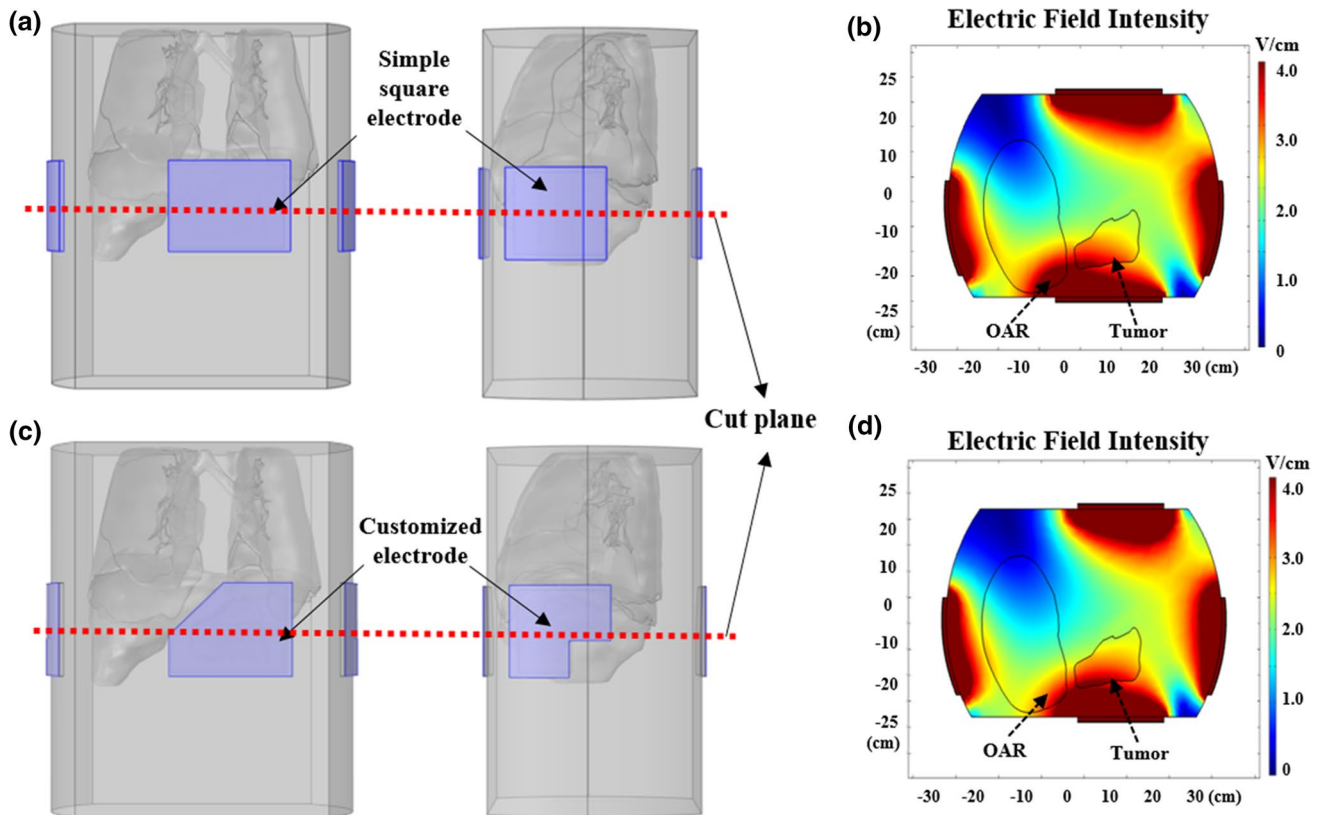 (a)
Simple
square
electrode
(b)
Electric Field Intensity
V/cm
25
20
10
0
-10
-20
-25
(cm)
-30 -20 -10 0 10 20 30 (cm)
4.0
3.0
2.0
1.0
0
OAR
Tumor
Cut plane
(c)
Customized
electrode
(d)
Electric Field Intensity
V/cm
25
20
10
0
-10
-20
-25
(cm)
-30 -20 -10 0 10 20 30 (cm)
4.0
3.0
2.0
1.0
0
OAR
Tumor